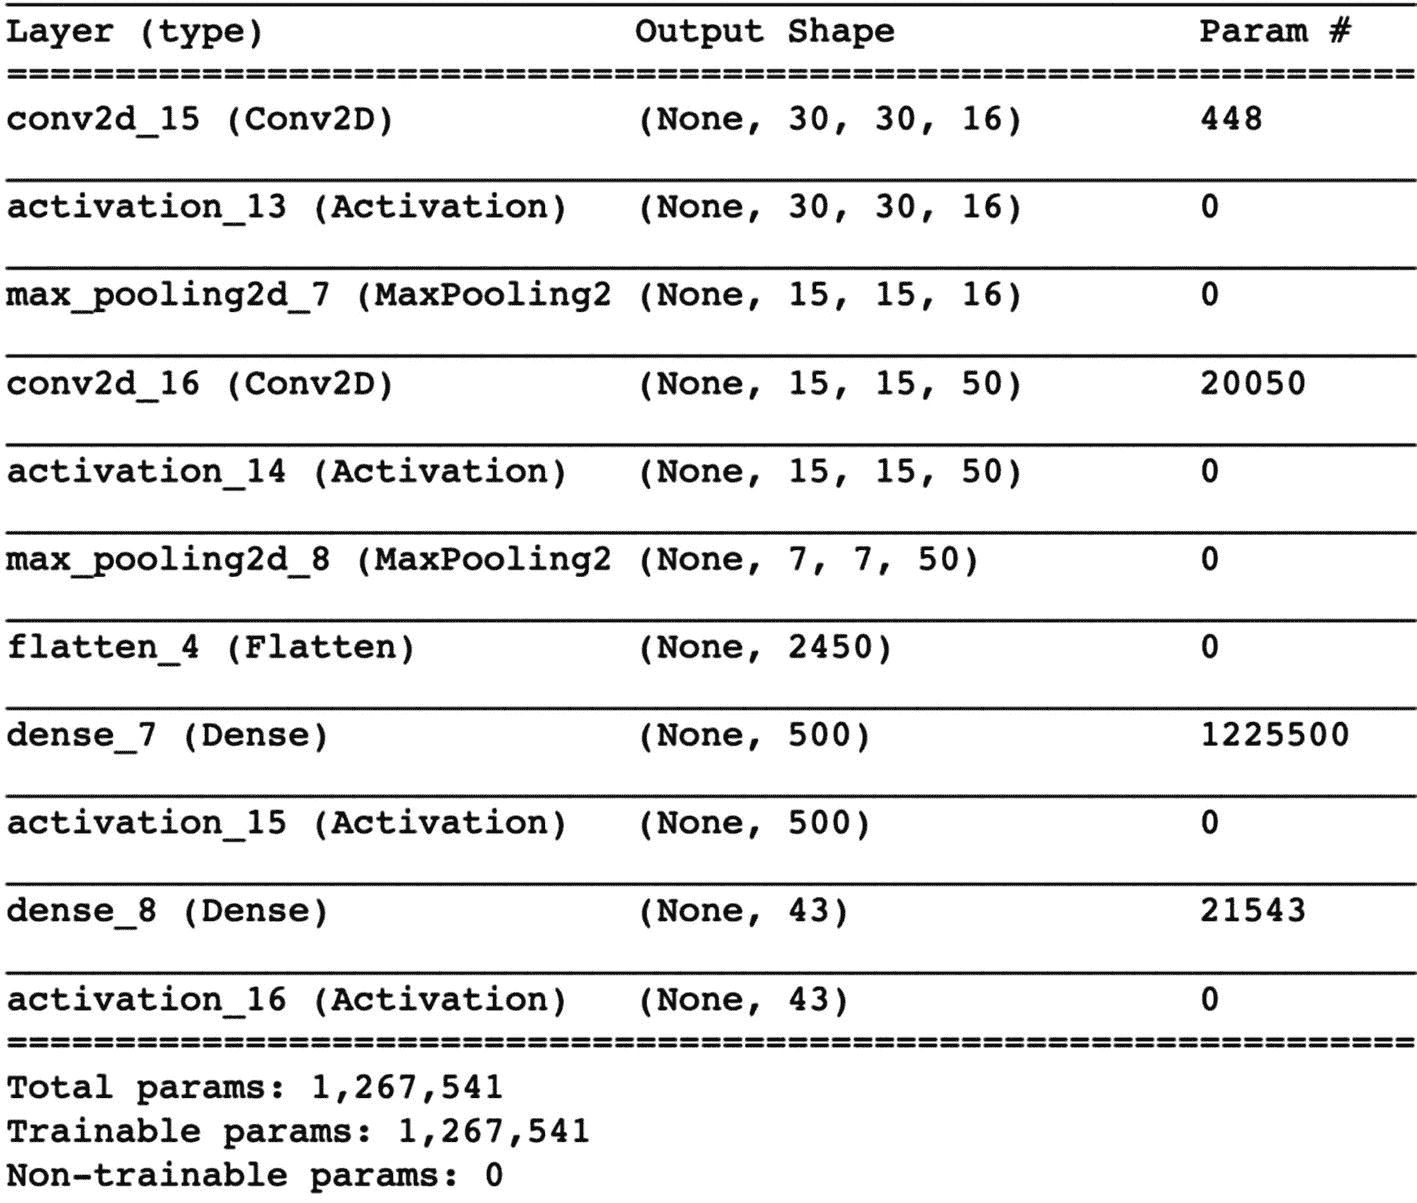 Layer (type) Output Shape Param #
=================================================================
conv2d_15 (Conv2D) (None, 30, 30, 16) 448
activation_13 (Activation) (None, 30, 30, 16) 0
max_pooling2d_7 (MaxPooling2 (None, 15, 15, 16) 0
conv2d_16 (Conv2D) (None, 15, 15, 50) 20050
activation_14 (Activation) (None, 15, 15, 50) 0
max_pooling2d_8 (MaxPooling2 (None, 7, 7, 50) 0
flatten_4 (Flatten) (None, 2450) 0
dense_7 (Dense) (None, 500) 1225500
activation_15 (Activation) (None, 500) 0
dense_8 (Dense) (None, 43) 21543
activation_16 (Activation) (None, 43) 0
=================================================================
Total params: 1,267,541
Trainable params: 1,267,541
Non-trainable params: 0